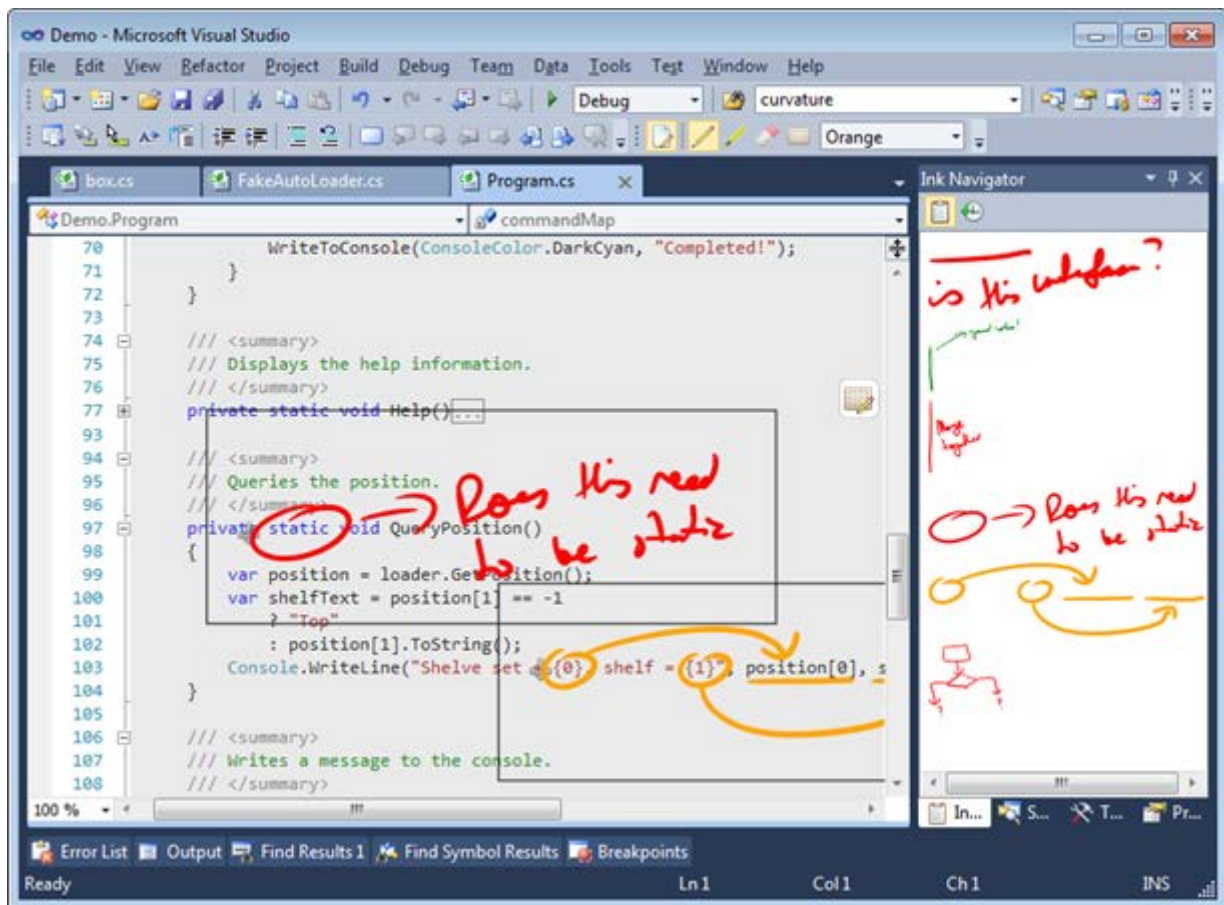 Demo - Microsoft Visual Studio
File Edit View Refactor Project Build Debug Team Data Tools Test Window Help
Debug curvature
Orange
box.cs FakeAutoLoader.cs Program.cs
Ink Navigator
Demo.Program commandMap
70 WriteToConsole(ConsoleColor.DarkCyan, "Completed!");
71 }
72 }
73
74 /// <summary>
75 /// Displays the help information.
76 /// </summary>
77 private static void Help()...
93
94 /// <summary>
95 /// Queries the position.
96 /// </summary>
97 private static void QueryPosition()
98 {
99 var position = loader.GetPosition();
100 var shelfText = position[1] == -1
101 ? "Top"
102 : position[1].ToString();
103 Console.WriteLine("Shelve set {0} shelf = {1}", position[0], s
104 }
105
106 /// <summary>
107 /// Writes a message to the console.
108 /// </summary>
Does this need
to be static
is this ?
Does this need
to be static
100 %
In... S... T... Pr...
Error List Output Find Results 1 Find Symbol Results Breakpoints
Ready Ln 1 Col 1 Ch 1 INS